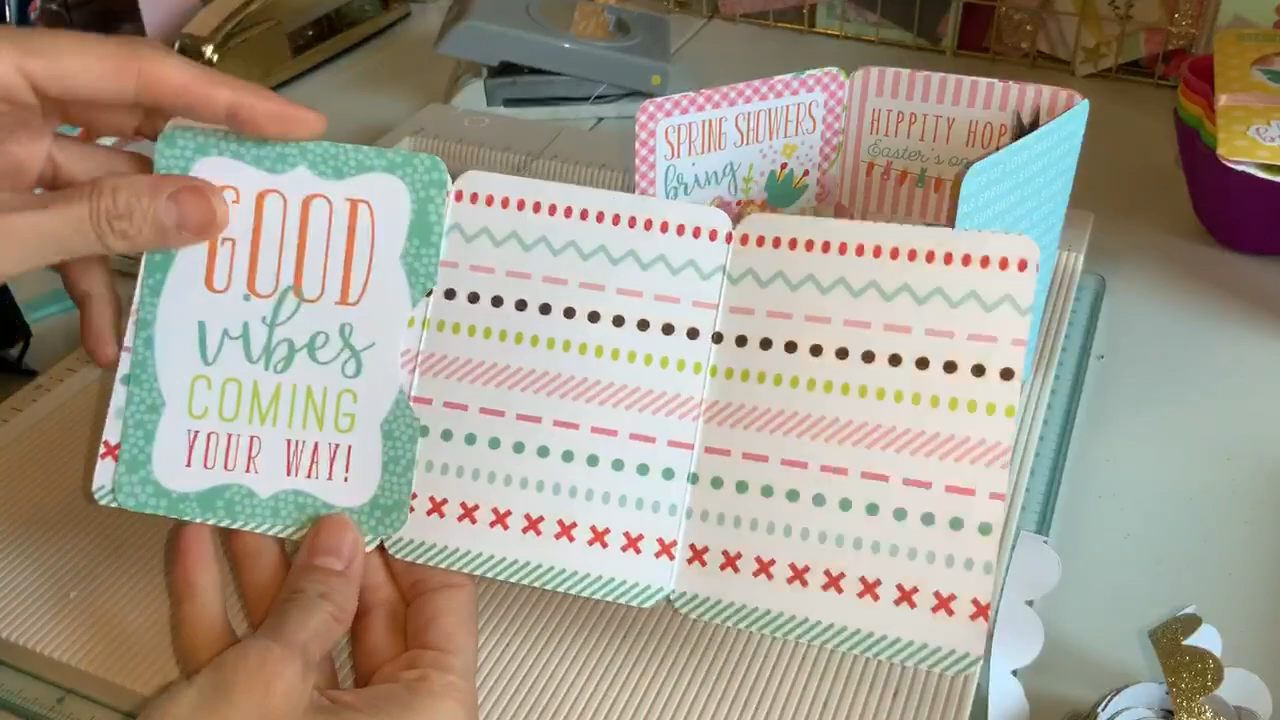 GOOD
vibes
COMING
YOUR WAY!
SPRING SHOWERS
bring
HIPPITY HOP
Easter's on